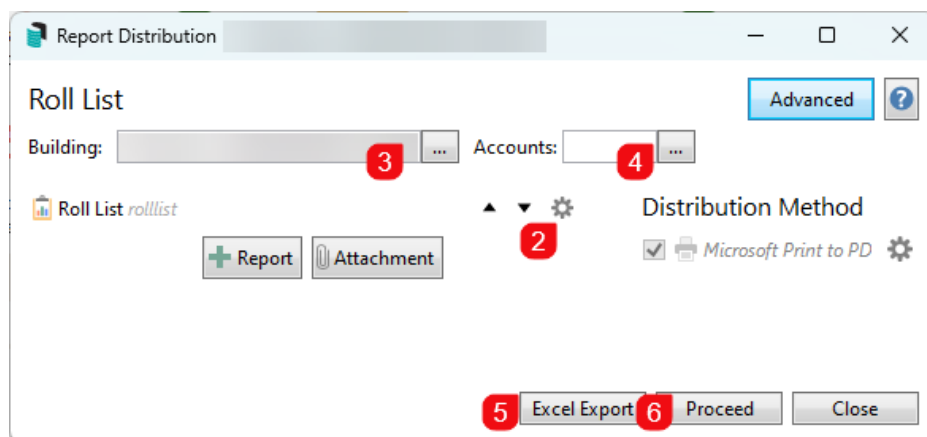 Report Distribution
Roll List Advanced ?
Building: 3 ... Accounts: 4 ...
Roll List rolllist Distribution Method
2
Report Attachment Microsoft Print to PD
5 Excel Export 6 Proceed Close